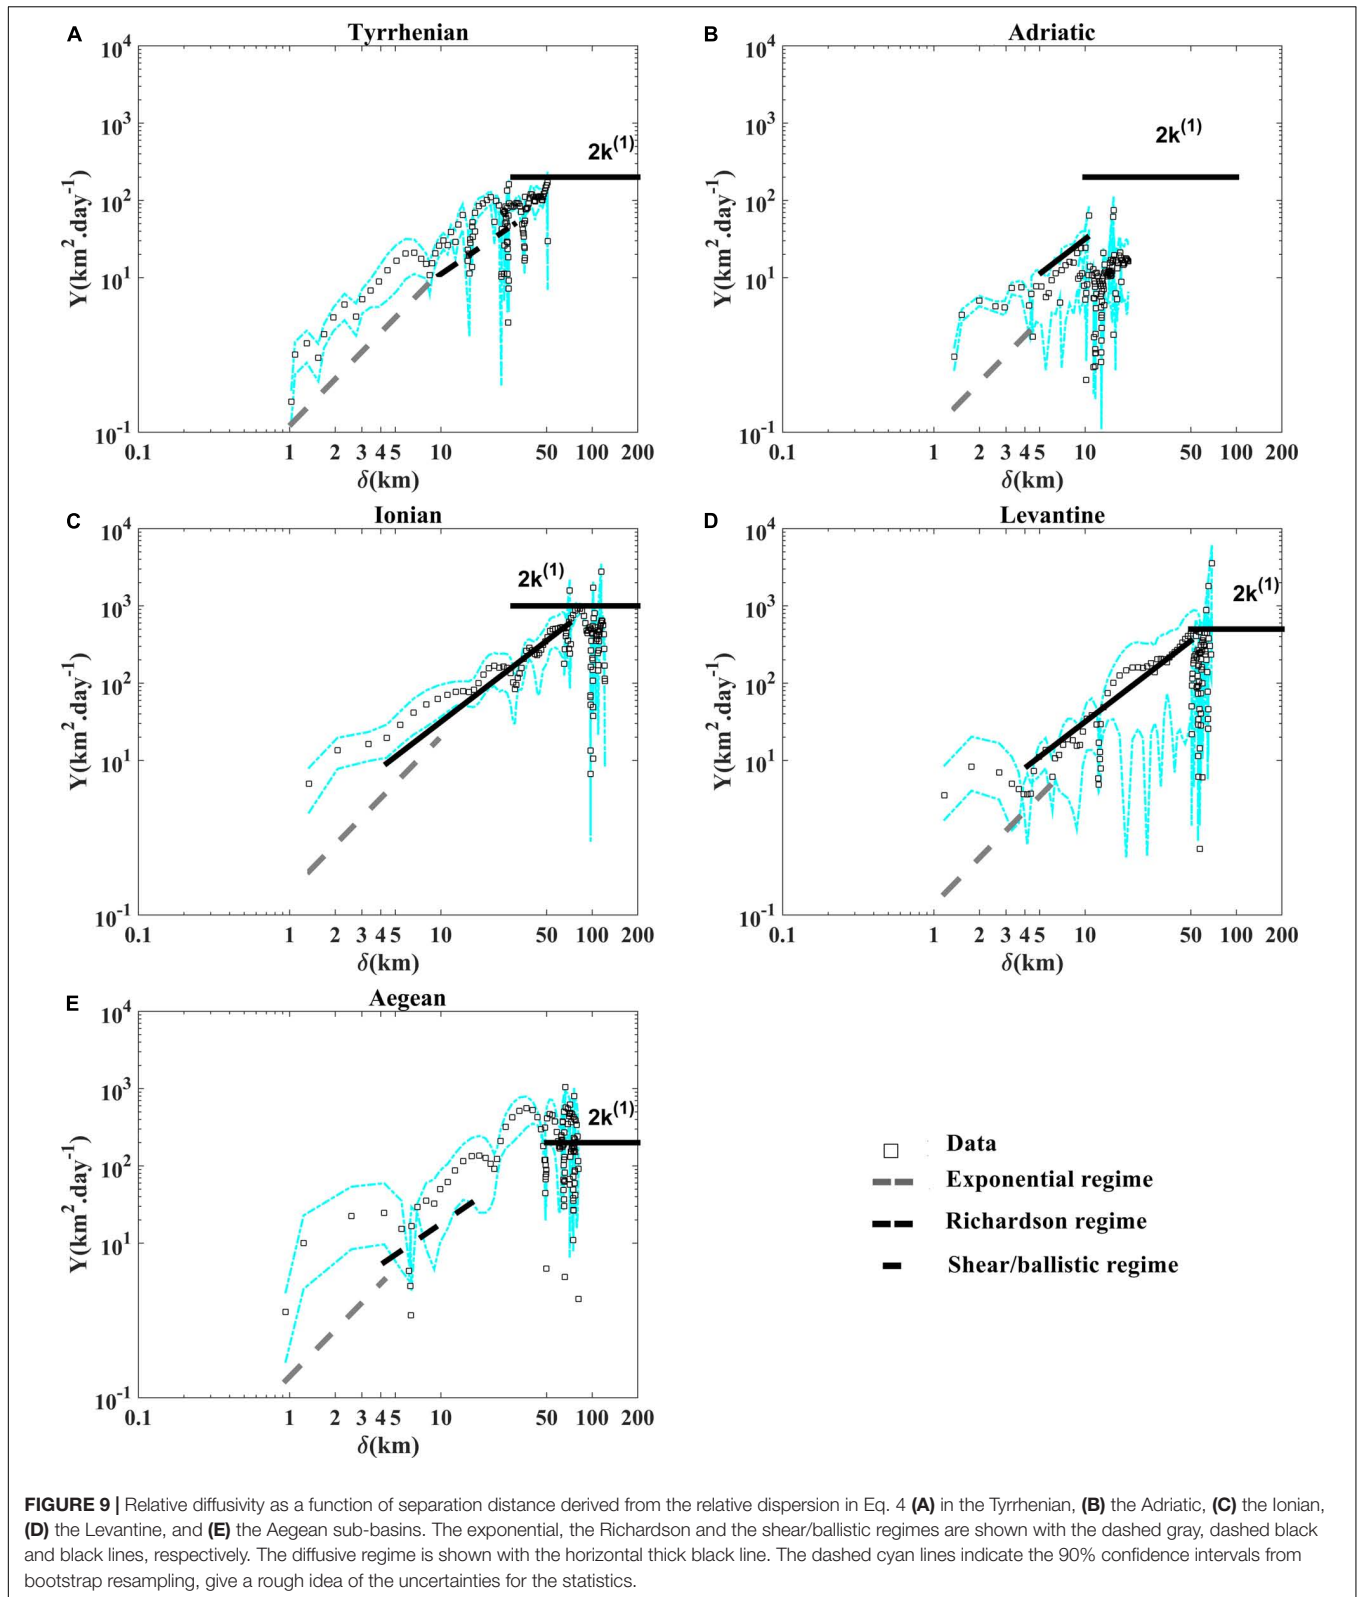 A
Tyrrhenian
10^4
10^3
10^2
10
10^-1
Y(km^2.day^-1)
2k^(1)
0.1 1 2 3 4 5 10 50 100 200
δ(km)
B
Adriatic
10^4
10^3
10^2
10
10^-1
Y(km^2.day^-1)
2k^(1)
0.1 1 2 3 4 5 10 50 100 200
δ(km)
C
Ionian
10^4
10^3
10^2
10
10^-1
Y(km^2.day^-1)
2k^(1)
0.1 1 2 3 4 5 10 50 100 200
δ(km)
D
Levantine
10^4
10^3
10^2
10
10^-1
Y(km^2.day^-1)
2k^(1)
0.1 1 2 3 4 5 10 50 100 200
δ(km)
E
Aegean
10^4
10^3
10^2
10
10^-1
Y(km^2.day^-1)
2k^(1)
0.1 1 2 3 4 5 10 50 100 200
δ(km)
Data
Exponential regime
Richardson regime
Shear/ballistic regime
FIGURE 9 | Relative diffusivity as a function of separation distance derived from the relative dispersion in Eq. 4 (A) in the Tyrrhenian, (B) the Adriatic, (C) the Ionian,
(D) the Levantine, and (E) the Aegean sub-basins. The exponential, the Richardson and the shear/ballistic regimes are shown with the dashed gray, dashed black
and black lines, respectively. The diffusive regime is shown with the horizontal thick black line. The dashed cyan lines indicate the 90% confidence intervals from
bootstrap resampling, give a rough idea of the uncertainties for the statistics.